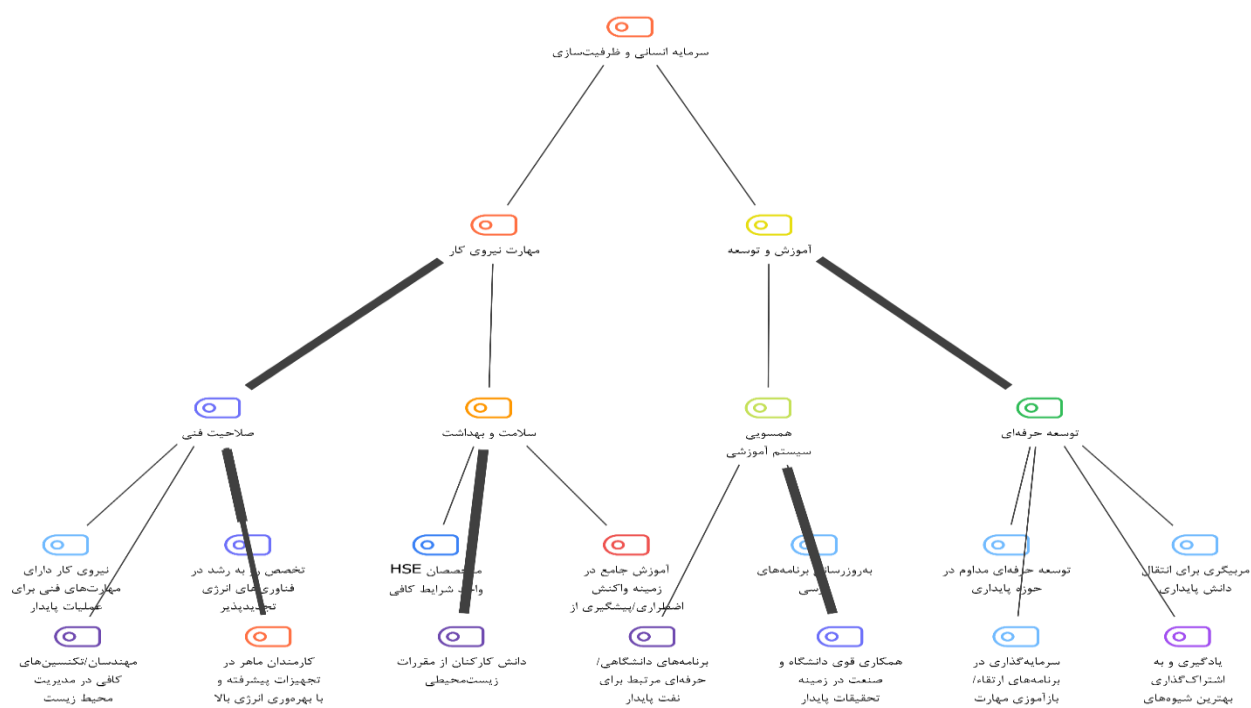 سرمایه انسانی و ظرفیت‌سازی
مهارت نیروی کار
آموزش و توسعه
صلاحیت فنی
سلامت و بهداشت
همسویی
سیستم آموزشی
توسعه حرفه‌ای
نیروی کار دارای
مهارت‌های فنی برای
عملیات پایدار
تخصص رو به رشد در
فناوری‌های انرژی
تجدیدپذیر
HSE
شرایط کافی
آموزش جامع در
زمینه واکنش
اضطراری/پیشگیری از
به‌روزرسانی برنامه‌های
توسعه حرفه‌ای مداوم در
حوزه پایداری
مربیگری برای انتقال
دانش پایداری
مهندسان/تکنسین‌های
کافی در مدیریت
محیط زیست
کارمندان ماهر در
تجهیزات پیشرفته و
با بهره‌وری انرژی بالا
دانش کارکنان از مقررات
زیست‌محیطی
برنامه‌های دانشگاهی/
حرفه‌ای مرتبط برای
نفت پایدار
همکاری قوی دانشگاه و
صنعت در زمینه
تحقیقات پایدار
سرمایه‌گذاری در
برنامه‌های ارتقاء/
بازآموزی مهارت
یادگیری و به
اشتراک‌گذاری
بهترین شیوه‌های